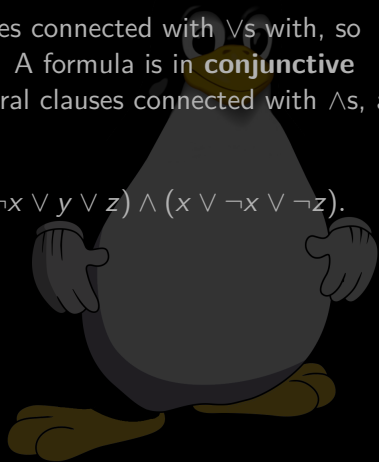 es connected with ∨s with, so
A formula is in conjunctive
ral clauses connected with ∧s, a
¬x ∨ y ∨ z) ∧ (x ∨ ¬x ∨ ¬z).